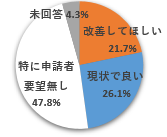 未回答 4.3%
改善してほしい
21.7%
現状で良い
26.1%
特に申請者
要望無し
47.8%